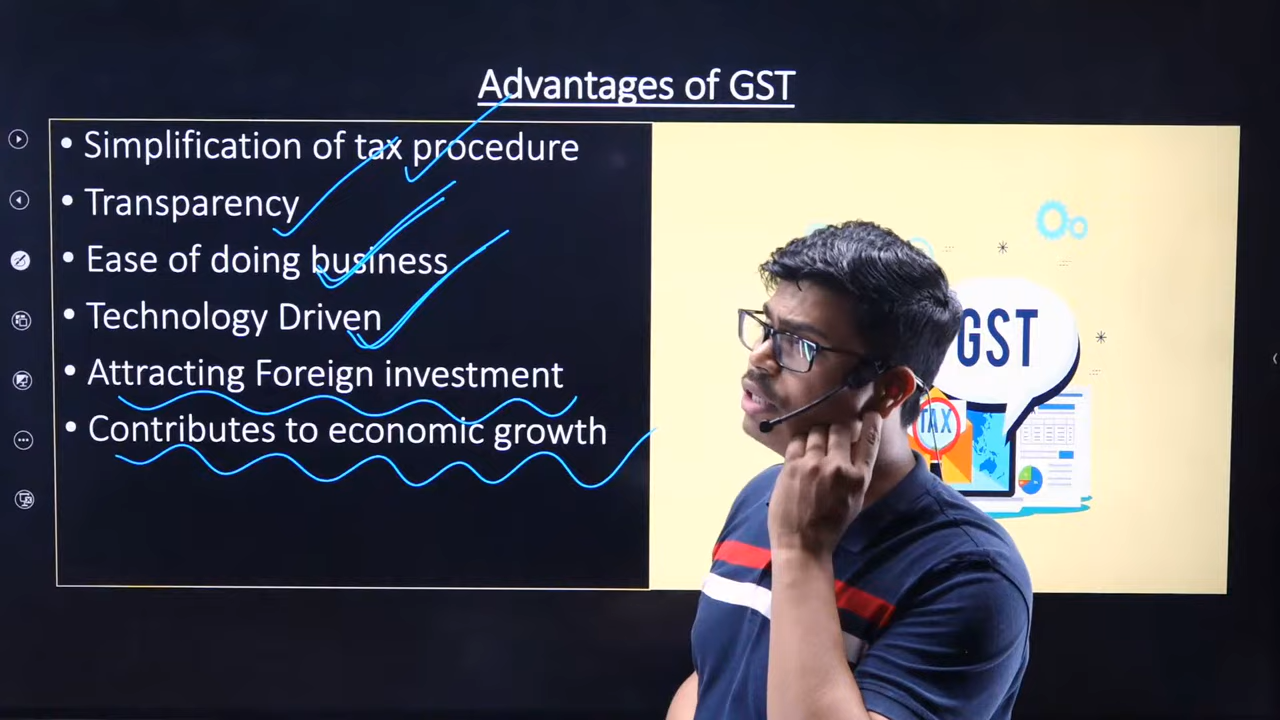 Advantages of GST
• Simplification of tax procedure
• Transparency
• Ease of doing business
• Technology Driven
• Attracting Foreign investment
• Contributes to economic growth
GST
TAX